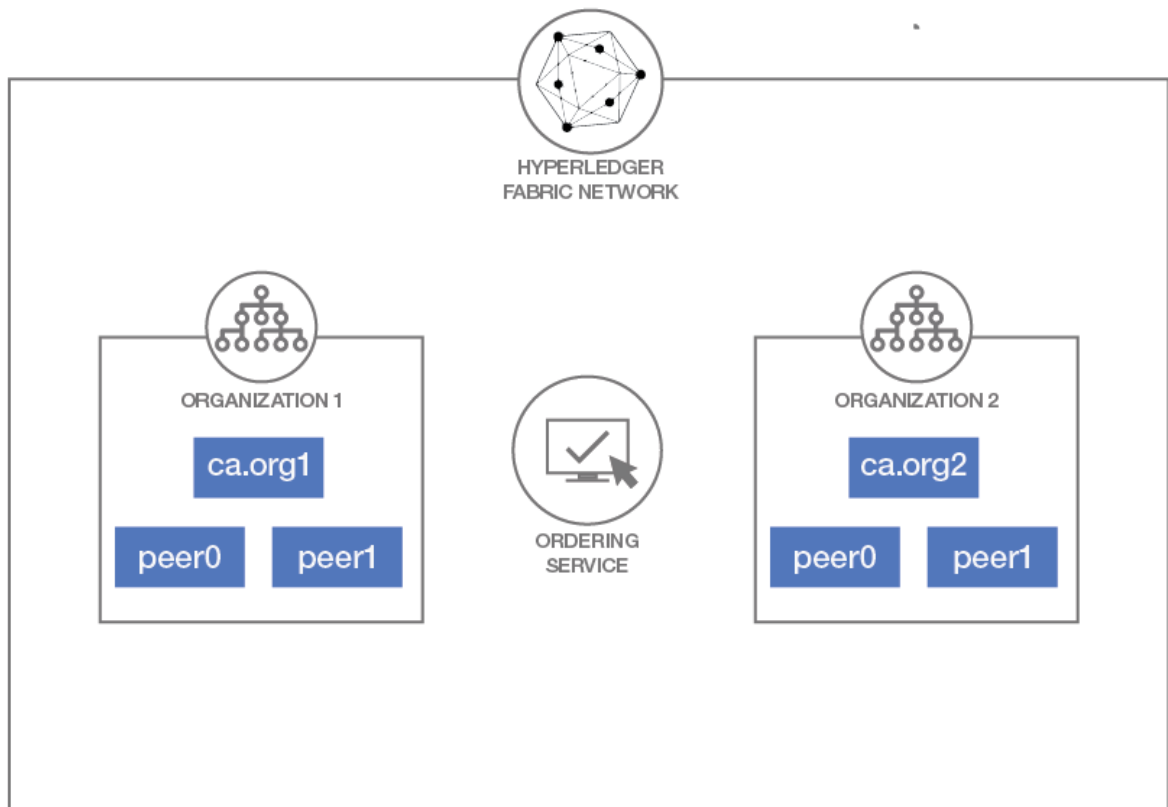 HYPERLEDGER
FABRIC NETWORK
ORGANIZATION 1
ca.org1
peer0
peer1
ORDERING
SERVICE
ORGANIZATION 2
ca.org2
peer0
peer1